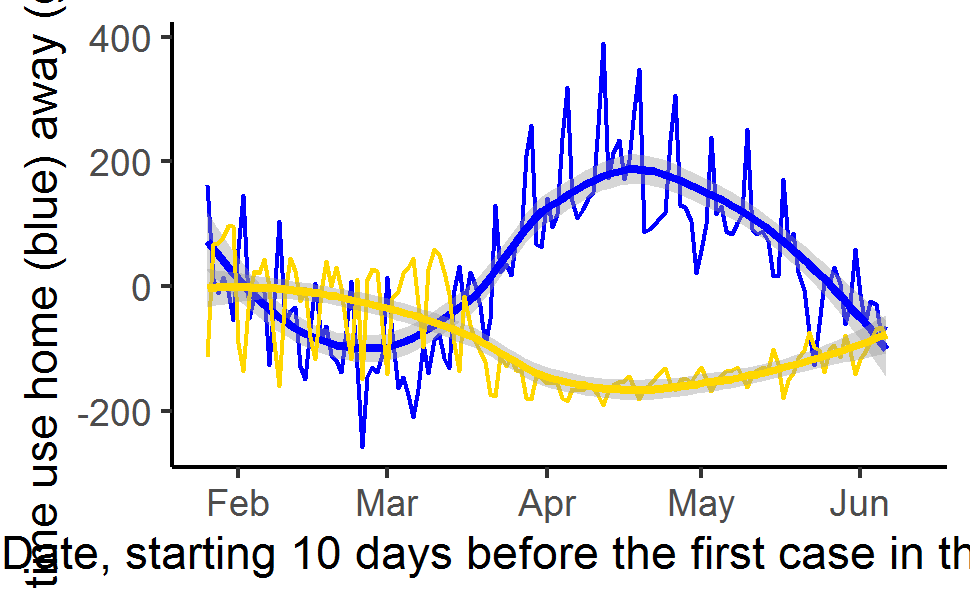 time use home (blue) away (
400
200
0
-200
Feb Mar Apr May Jun
Date, starting 10 days before the first case in th